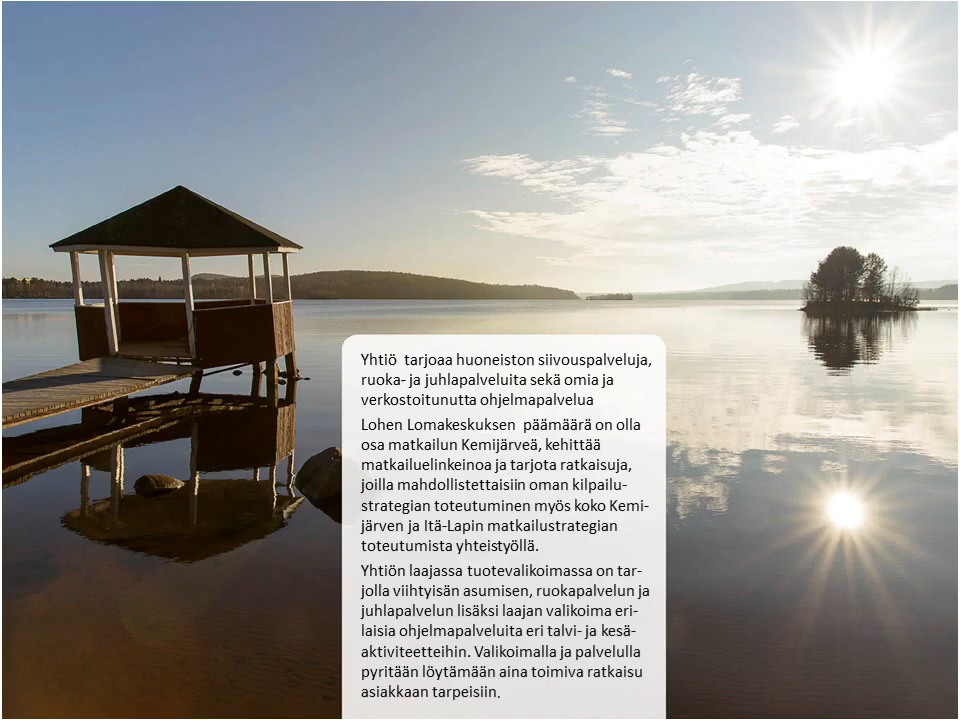 Yhtiö  tarjoaa huoneiston siivouspalveluja,
ruoka- ja juhlapalveluita sekä omia ja
verkostoitunutta ohjelmapalvelua
Lohen Lomakeskuksen  päämäärä on olla
osa matkailun Kemijärveä, kehittää
matkailuelinkeinoa ja tarjota ratkaisuja,
joilla mahdollistettaisiin oman kilpailu-
strategian toteutuminen myös koko Kemi-
järven ja Itä-Lapin matkailustrategian
toteutumista yhteistyöllä.
Yhtiön laajassa tuotevalikoimassa on tar-
jolla viihtyisän asumisen, ruokapalvelun ja
juhlapalvelun lisäksi laajan valikoima eri-
laisia ohjelmapalveluita eri talvi- ja kesä-
aktiviteetteihin. Valikoimalla ja palvelulla
pyritään löytämään aina toimiva ratkaisu
asiakkaan tarpeisiin.